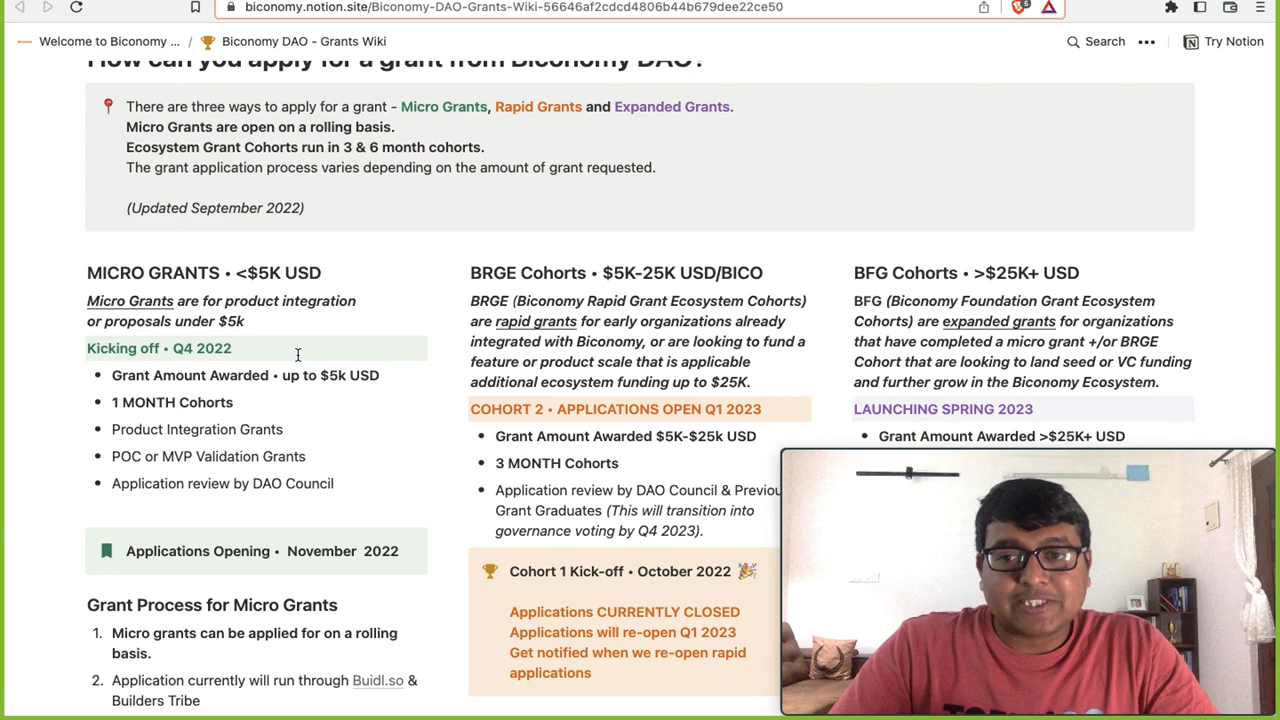 biconomy.notion.site/Biconomy-DAO-Grants-Wiki-56646af2cdcd4806b44b679dee22ce50
Welcome to Biconomy ... / Biconomy DAO - Grants Wiki
Search
Try Notion
How can you apply for a grant from Biconomy DAO?
There are three ways to apply for a grant - Micro Grants, Rapid Grants and Expanded Grants.
Micro Grants are open on a rolling basis.
Ecosystem Grant Cohorts run in 3 & 6 month cohorts.
The grant application process varies depending on the amount of grant requested.
(Updated September 2022)
MICRO GRANTS • <$5K USD
Micro Grants are for product integration
or proposals under $5k
Kicking off • Q4 2022
• Grant Amount Awarded • up to $5k USD
• 1 MONTH Cohorts
• Product Integration Grants
• POC or MVP Validation Grants
• Application review by DAO Council
Applications Opening • November 2022
Grant Process for Micro Grants
1. Micro grants can be applied for on a rolling
basis.
2. Application currently will run through Buidl.so &
Builders Tribe
BRGE Cohorts • $5K-25K USD/BICO
BRGE (Biconomy Rapid Grant Ecosystem Cohorts)
are rapid grants for early organizations already
integrated with Biconomy, or are looking to fund a
feature or product scale that is applicable
additional ecosystem funding up to $25K.
COHORT 2 • APPLICATIONS OPEN Q1 2023
• Grant Amount Awarded $5K-$25k USD
• 3 MONTH Cohorts
• Application review by DAO Council & Previou
Grant Graduates (This will transition into
governance voting by Q4 2023).
Cohort 1 Kick-off • October 2022 🎉
Applications CURRENTLY CLOSED
Applications will re-open Q1 2023
Get notified when we re-open rapid
applications
BFG Cohorts • >$25K+ USD
BFG (Biconomy Foundation Grant Ecosystem
Cohorts) are expanded grants for organizations
that have completed a micro grant +/or BRGE
Cohort that are looking to land seed or VC funding
and further grow in the Biconomy Ecosystem.
LAUNCHING SPRING 2023
• Grant Amount Awarded >$25K+ USD